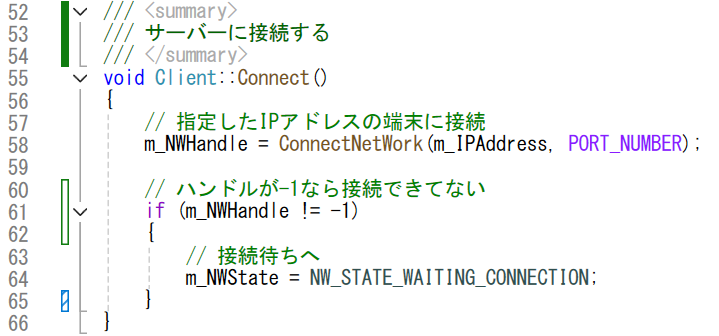 52 /// <summary>
53 /// サーバーに接続する
54 /// </summary>
55 void Client::Connect()
56 {
57 // 指定したIPアドレスの端末に接続
58 m_NWHandle = ConnectNetWork(m_IPAddress, PORT_NUMBER);
59
60 // ハンドルが-1なら接続できてない
61 if (m_NWHandle != -1)
62 {
63 // 接続待ちへ
64 m_NWState = NW_STATE_WAITING_CONNECTION;
65 }
66 }